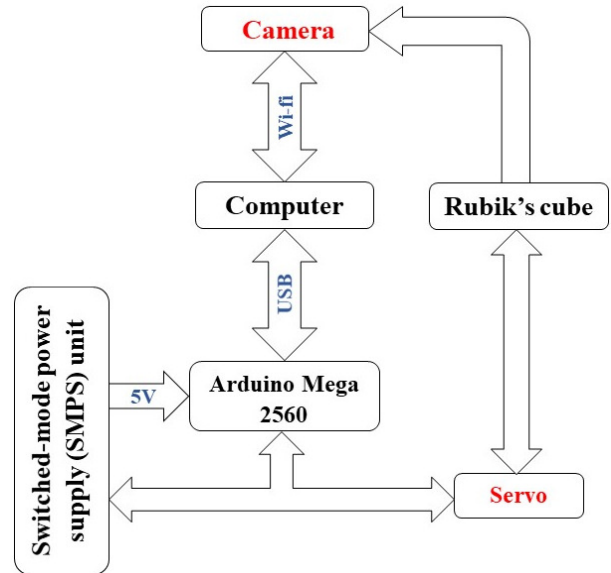 Camera
Wi-fi
Computer
Rubik's cube
USB
Switched-mode power
supply (SMPS) unit
5V
Arduino Mega
2560
Servo